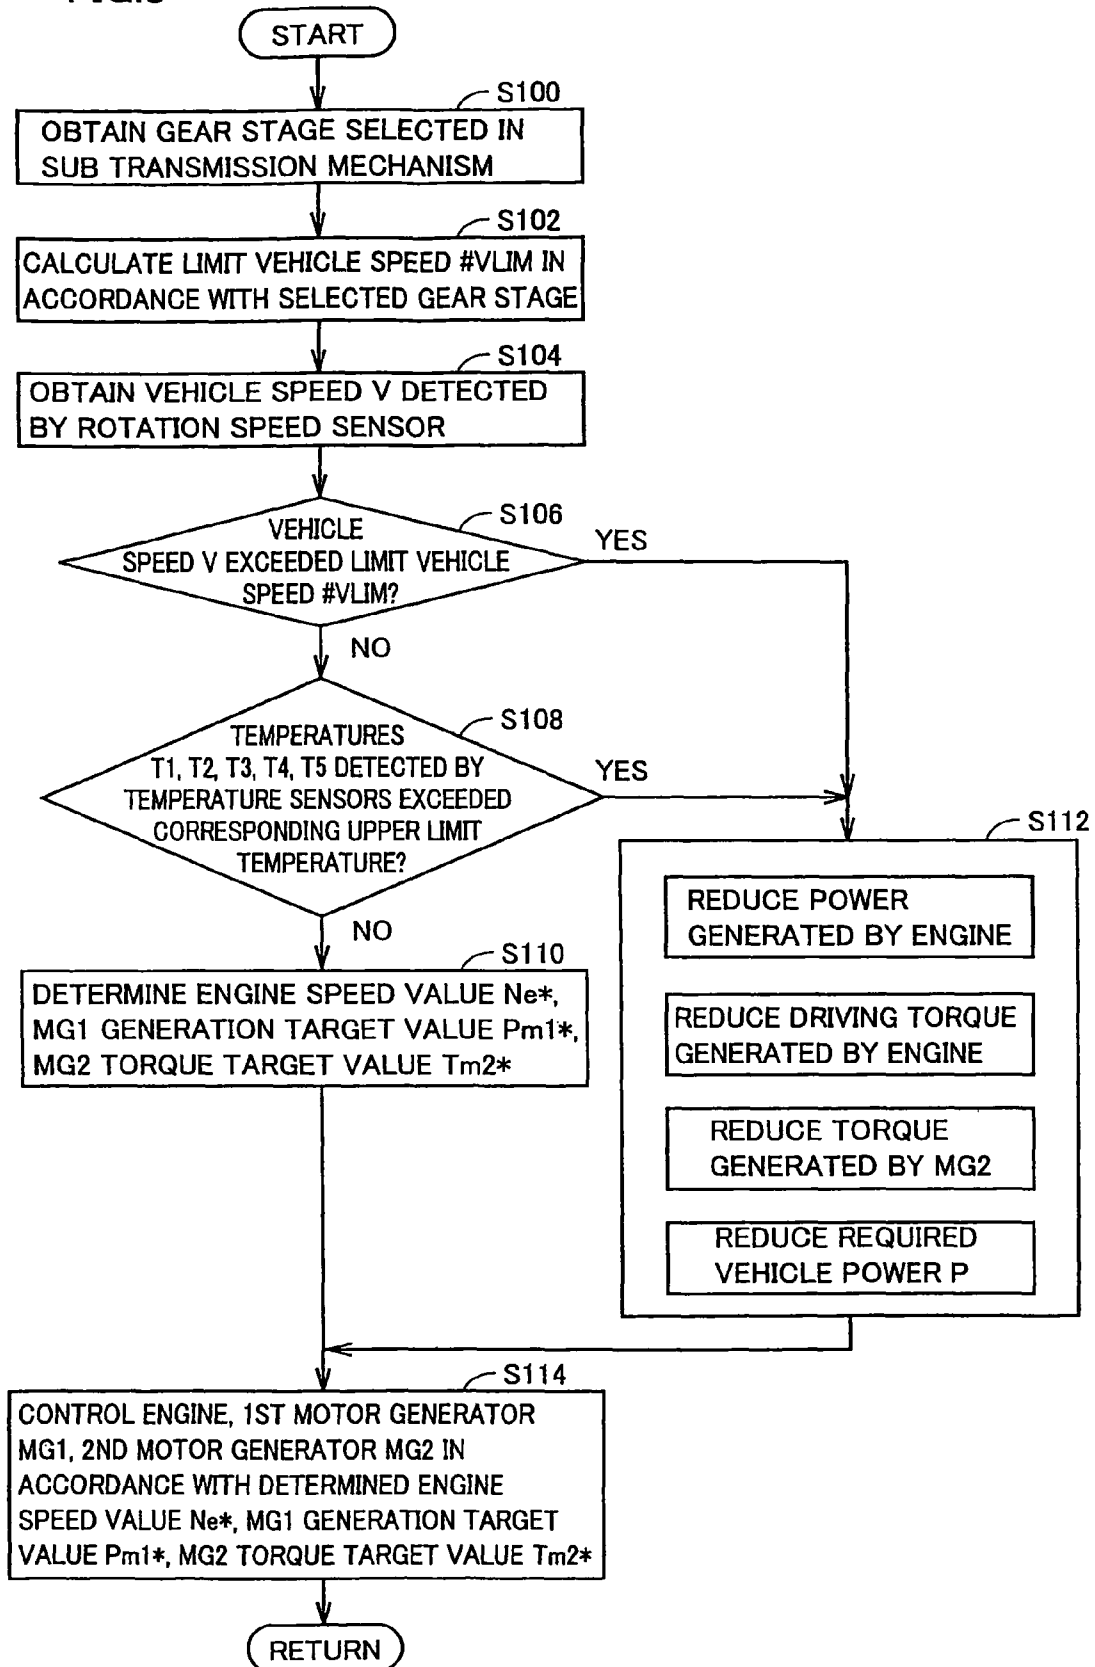 START
S100
OBTAIN GEAR STAGE SELECTED IN
SUB TRANSMISSION MECHANISM
S102
CALCULATE LIMIT VEHICLE SPEED #VLIM IN
ACCORDANCE WITH SELECTED GEAR STAGE
S104
OBTAIN VEHICLE SPEED V DETECTED
BY ROTATION SPEED SENSOR
S106
VEHICLE
SPEED V EXCEEDED LIMIT VEHICLE
SPEED #VLIM?
YES
NO
S108
TEMPERATURES
T1, T2, T3, T4, T5 DETECTED BY
TEMPERATURE SENSORS EXCEEDED
CORRESPONDING UPPER LIMIT
TEMPERATURE?
YES
NO
S110
DETERMINE ENGINE SPEED VALUE Ne*,
MG1 GENERATION TARGET VALUE Pm1*,
MG2 TORQUE TARGET VALUE Tm2*
S112
REDUCE POWER
GENERATED BY ENGINE
REDUCE DRIVING TORQUE
GENERATED BY ENGINE
REDUCE TORQUE
GENERATED BY MG2
REDUCE REQUIRED
VEHICLE POWER P
S114
CONTROL ENGINE, 1ST MOTOR GENERATOR
MG1, 2ND MOTOR GENERATOR MG2 IN
ACCORDANCE WITH DETERMINED ENGINE
SPEED VALUE Ne*, MG1 GENERATION TARGET
VALUE Pm1*, MG2 TORQUE TARGET VALUE Tm2*
RETURN